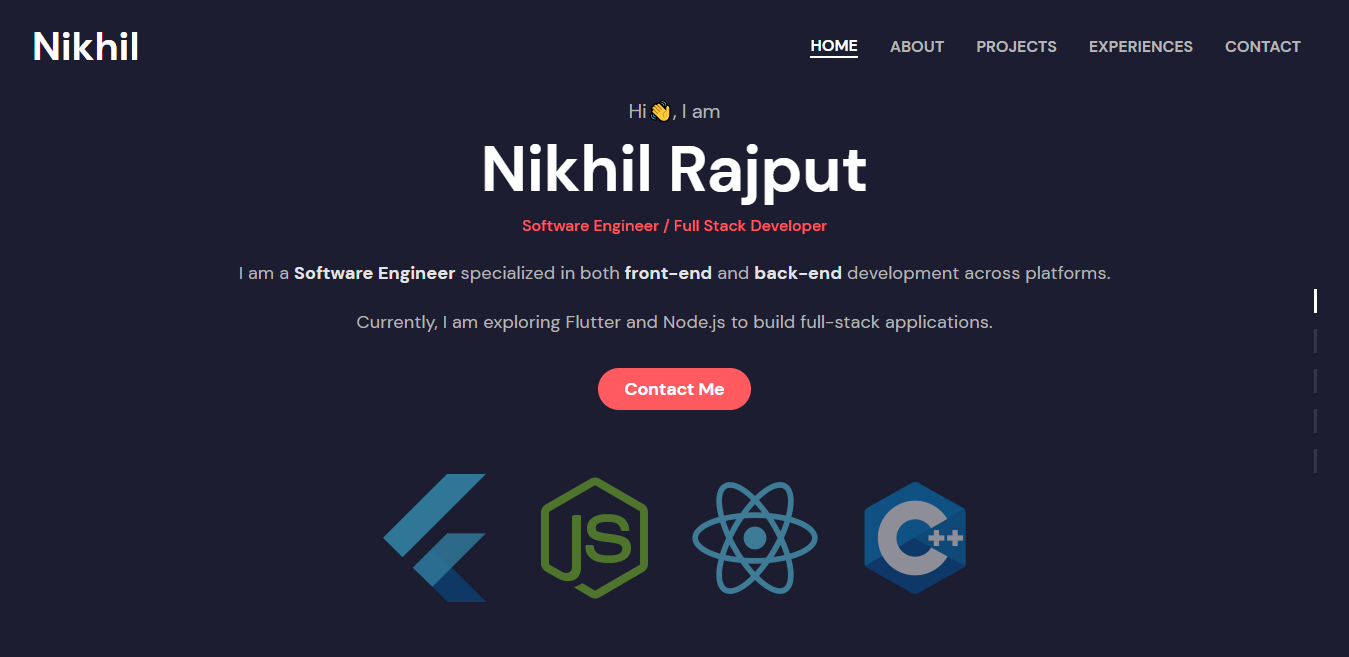 Nikhil
HOME ABOUT PROJECTS EXPERIENCES CONTACT
Hi👋, I am
Nikhil Rajput
Software Engineer / Full Stack Developer
I am a Software Engineer specialized in both front-end and back-end development across platforms.
Currently, I am exploring Flutter and Node.js to build full-stack applications.
Contact Me
JS
C++